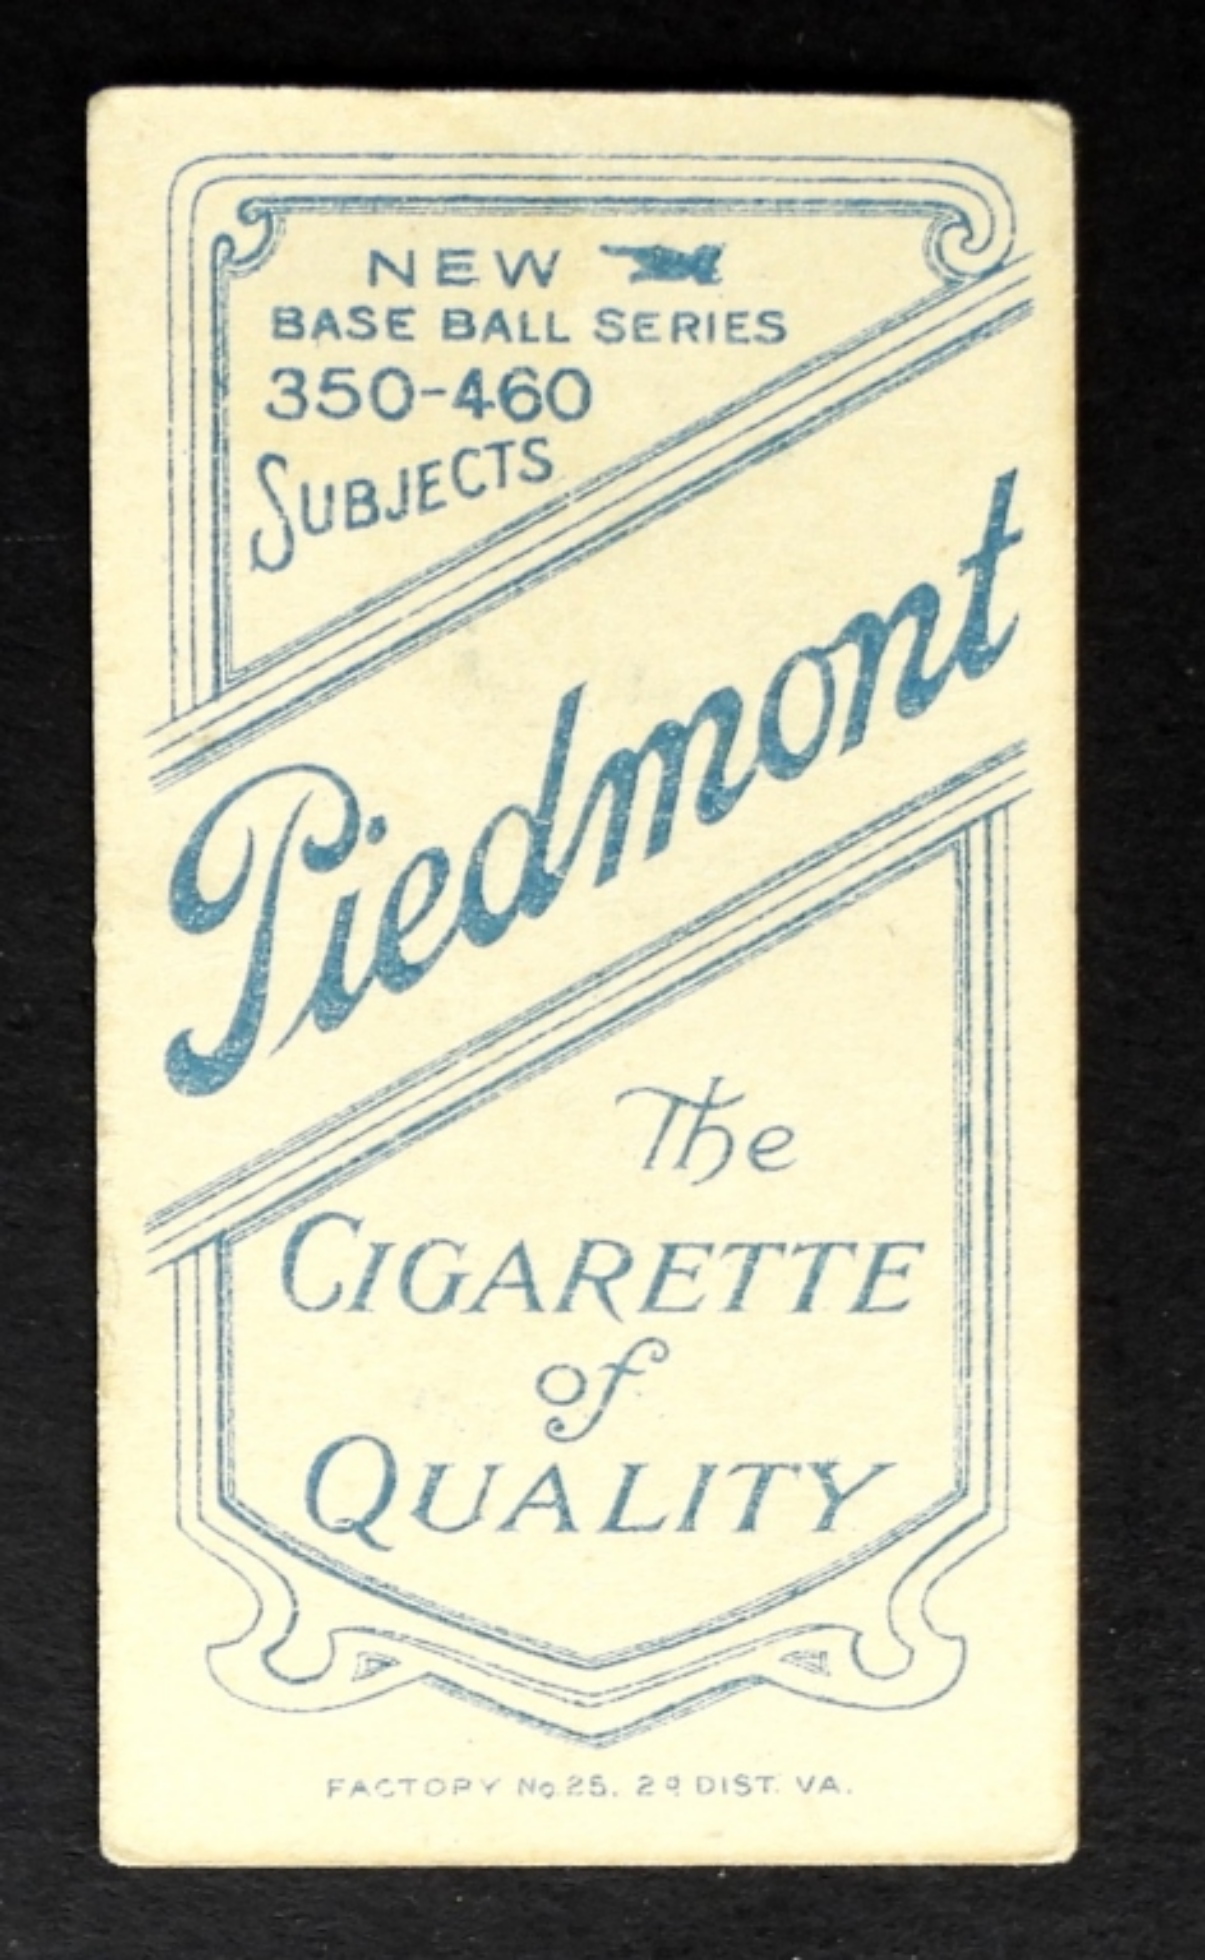 NEW
BASE BALL SERIES
350-460
SUBJECTS
Piedmont
The
CIGARETTE
of
QUALITY
FACTORY No 25. 2d DIST. VA.